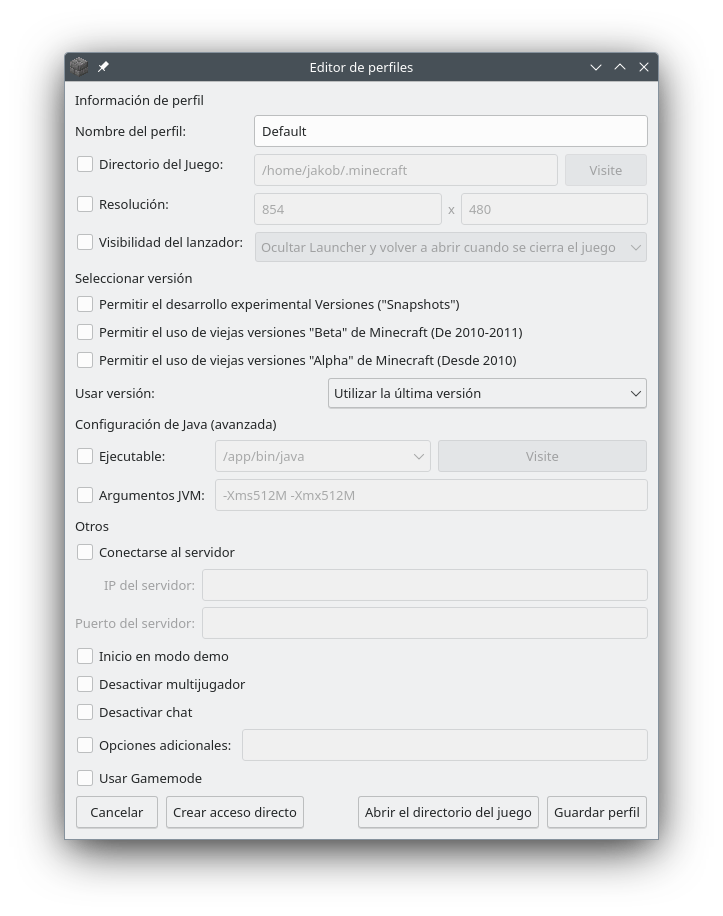 Editor de perfiles
Información de perfil
Nombre del perfil: Default
Directorio del Juego: /home/jakob/.minecraft Visite
Resolución: 854 x 480
Visibilidad del lanzador: Ocultar Launcher y volver a abrir cuando se cierra el juego
Seleccionar versión
Permitir el desarrollo experimental Versiones ("Snapshots")
Permitir el uso de viejas versiones "Beta" de Minecraft (De 2010-2011)
Permitir el uso de viejas versiones "Alpha" de Minecraft (Desde 2010)
Usar versión: Utilizar la última versión
Configuración de Java (avanzada)
Ejecutable: /app/bin/java Visite
Argumentos JVM: -Xms512M -Xmx512M
Otros
Conectarse al servidor
IP del servidor:
Puerto del servidor:
Inicio en modo demo
Desactivar multijugador
Desactivar chat
Opciones adicionales:
Usar Gamemode
Cancelar Crear acceso directo Abrir el directorio del juego Guardar perfil